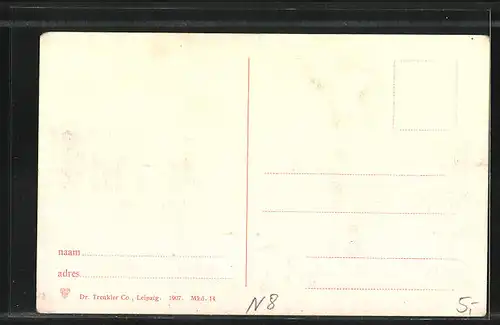 naam
adres
Dr. Trenkler Co., Leipzig. 1907. Mkd. 14
N8
5,-